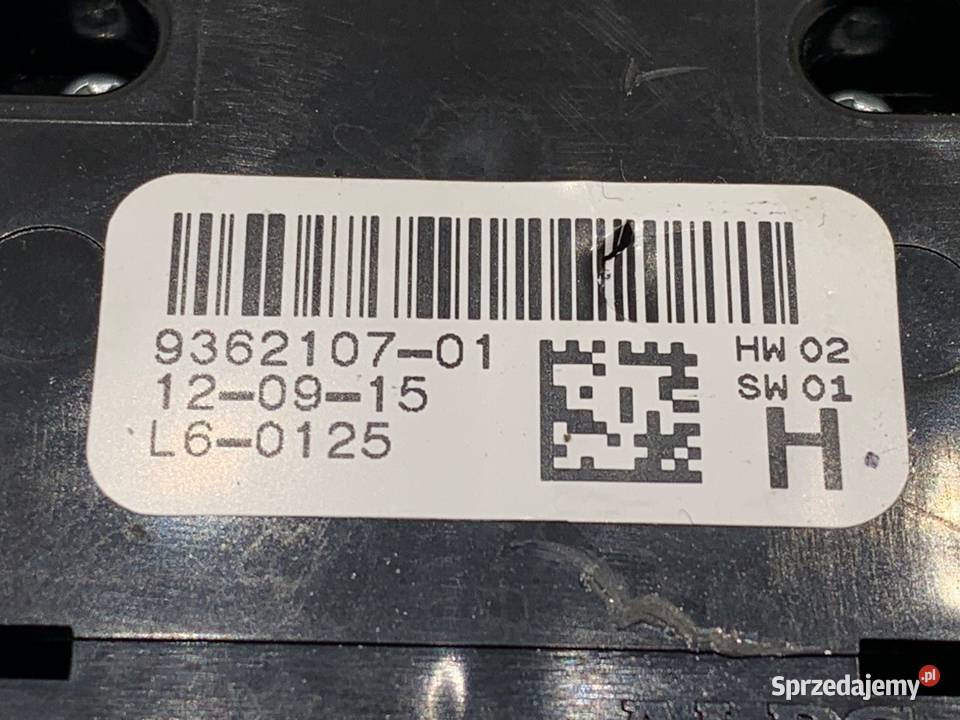 9362107-01
12-09-15
L6-0125
HW 02
SW 01
H
Sprzedajemy.pl